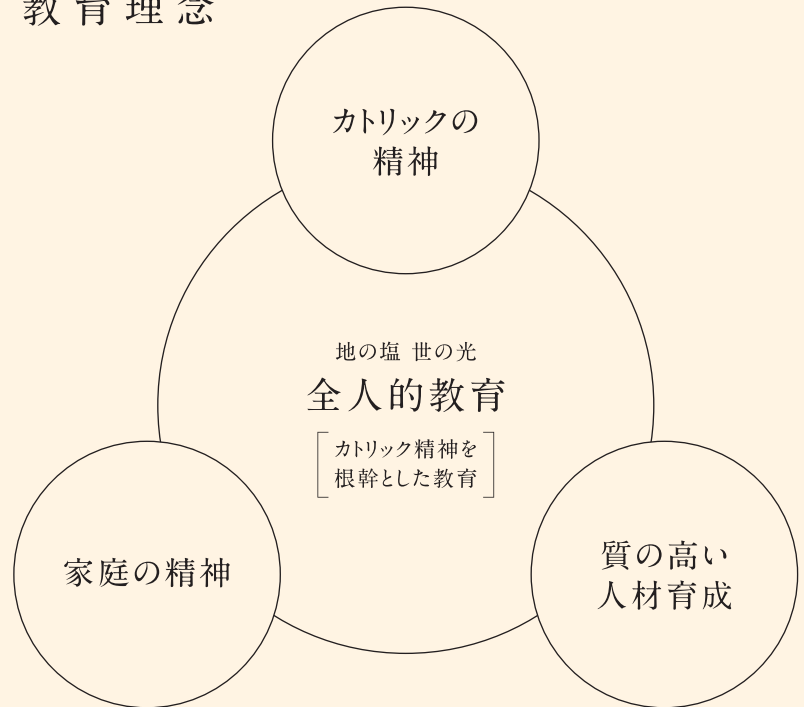 教育理念
カトリックの
精神
地の塩 世の光
全人的教育
カトリック精神を
根幹とした教育
家庭の精神
質の高い
人材育成